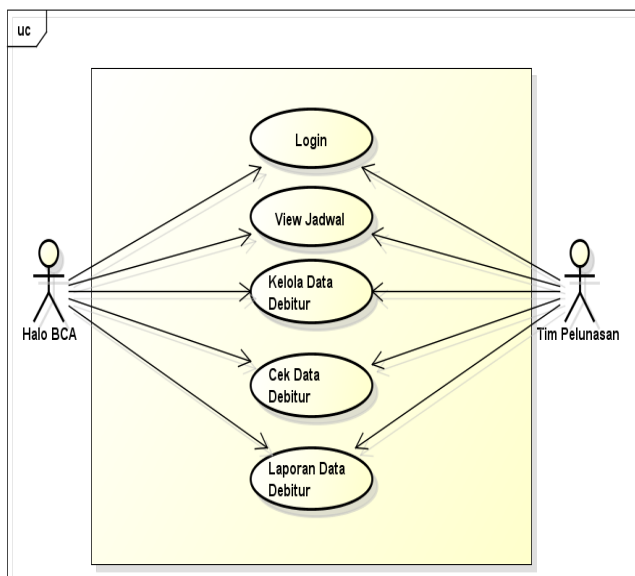 uc
Login
View Jadwal
Kelola Data
Debitur
Halo BCA
Tim Pelunasan
Cek Data
Debitur
Laporan Data
Debitur